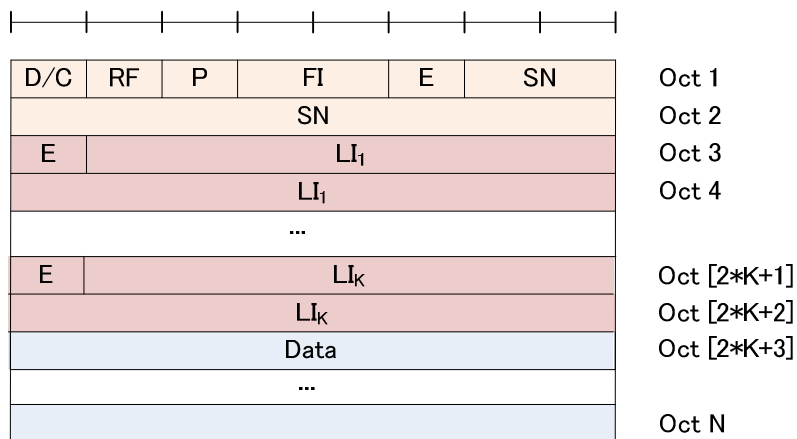 D/C RF P FI E SN Oct 1
SN Oct 2
E LI₁ Oct 3
LI₁ Oct 4
...
E LIK Oct [2*K+1]
LIK Oct [2*K+2]
Data Oct [2*K+3]
...
Oct N